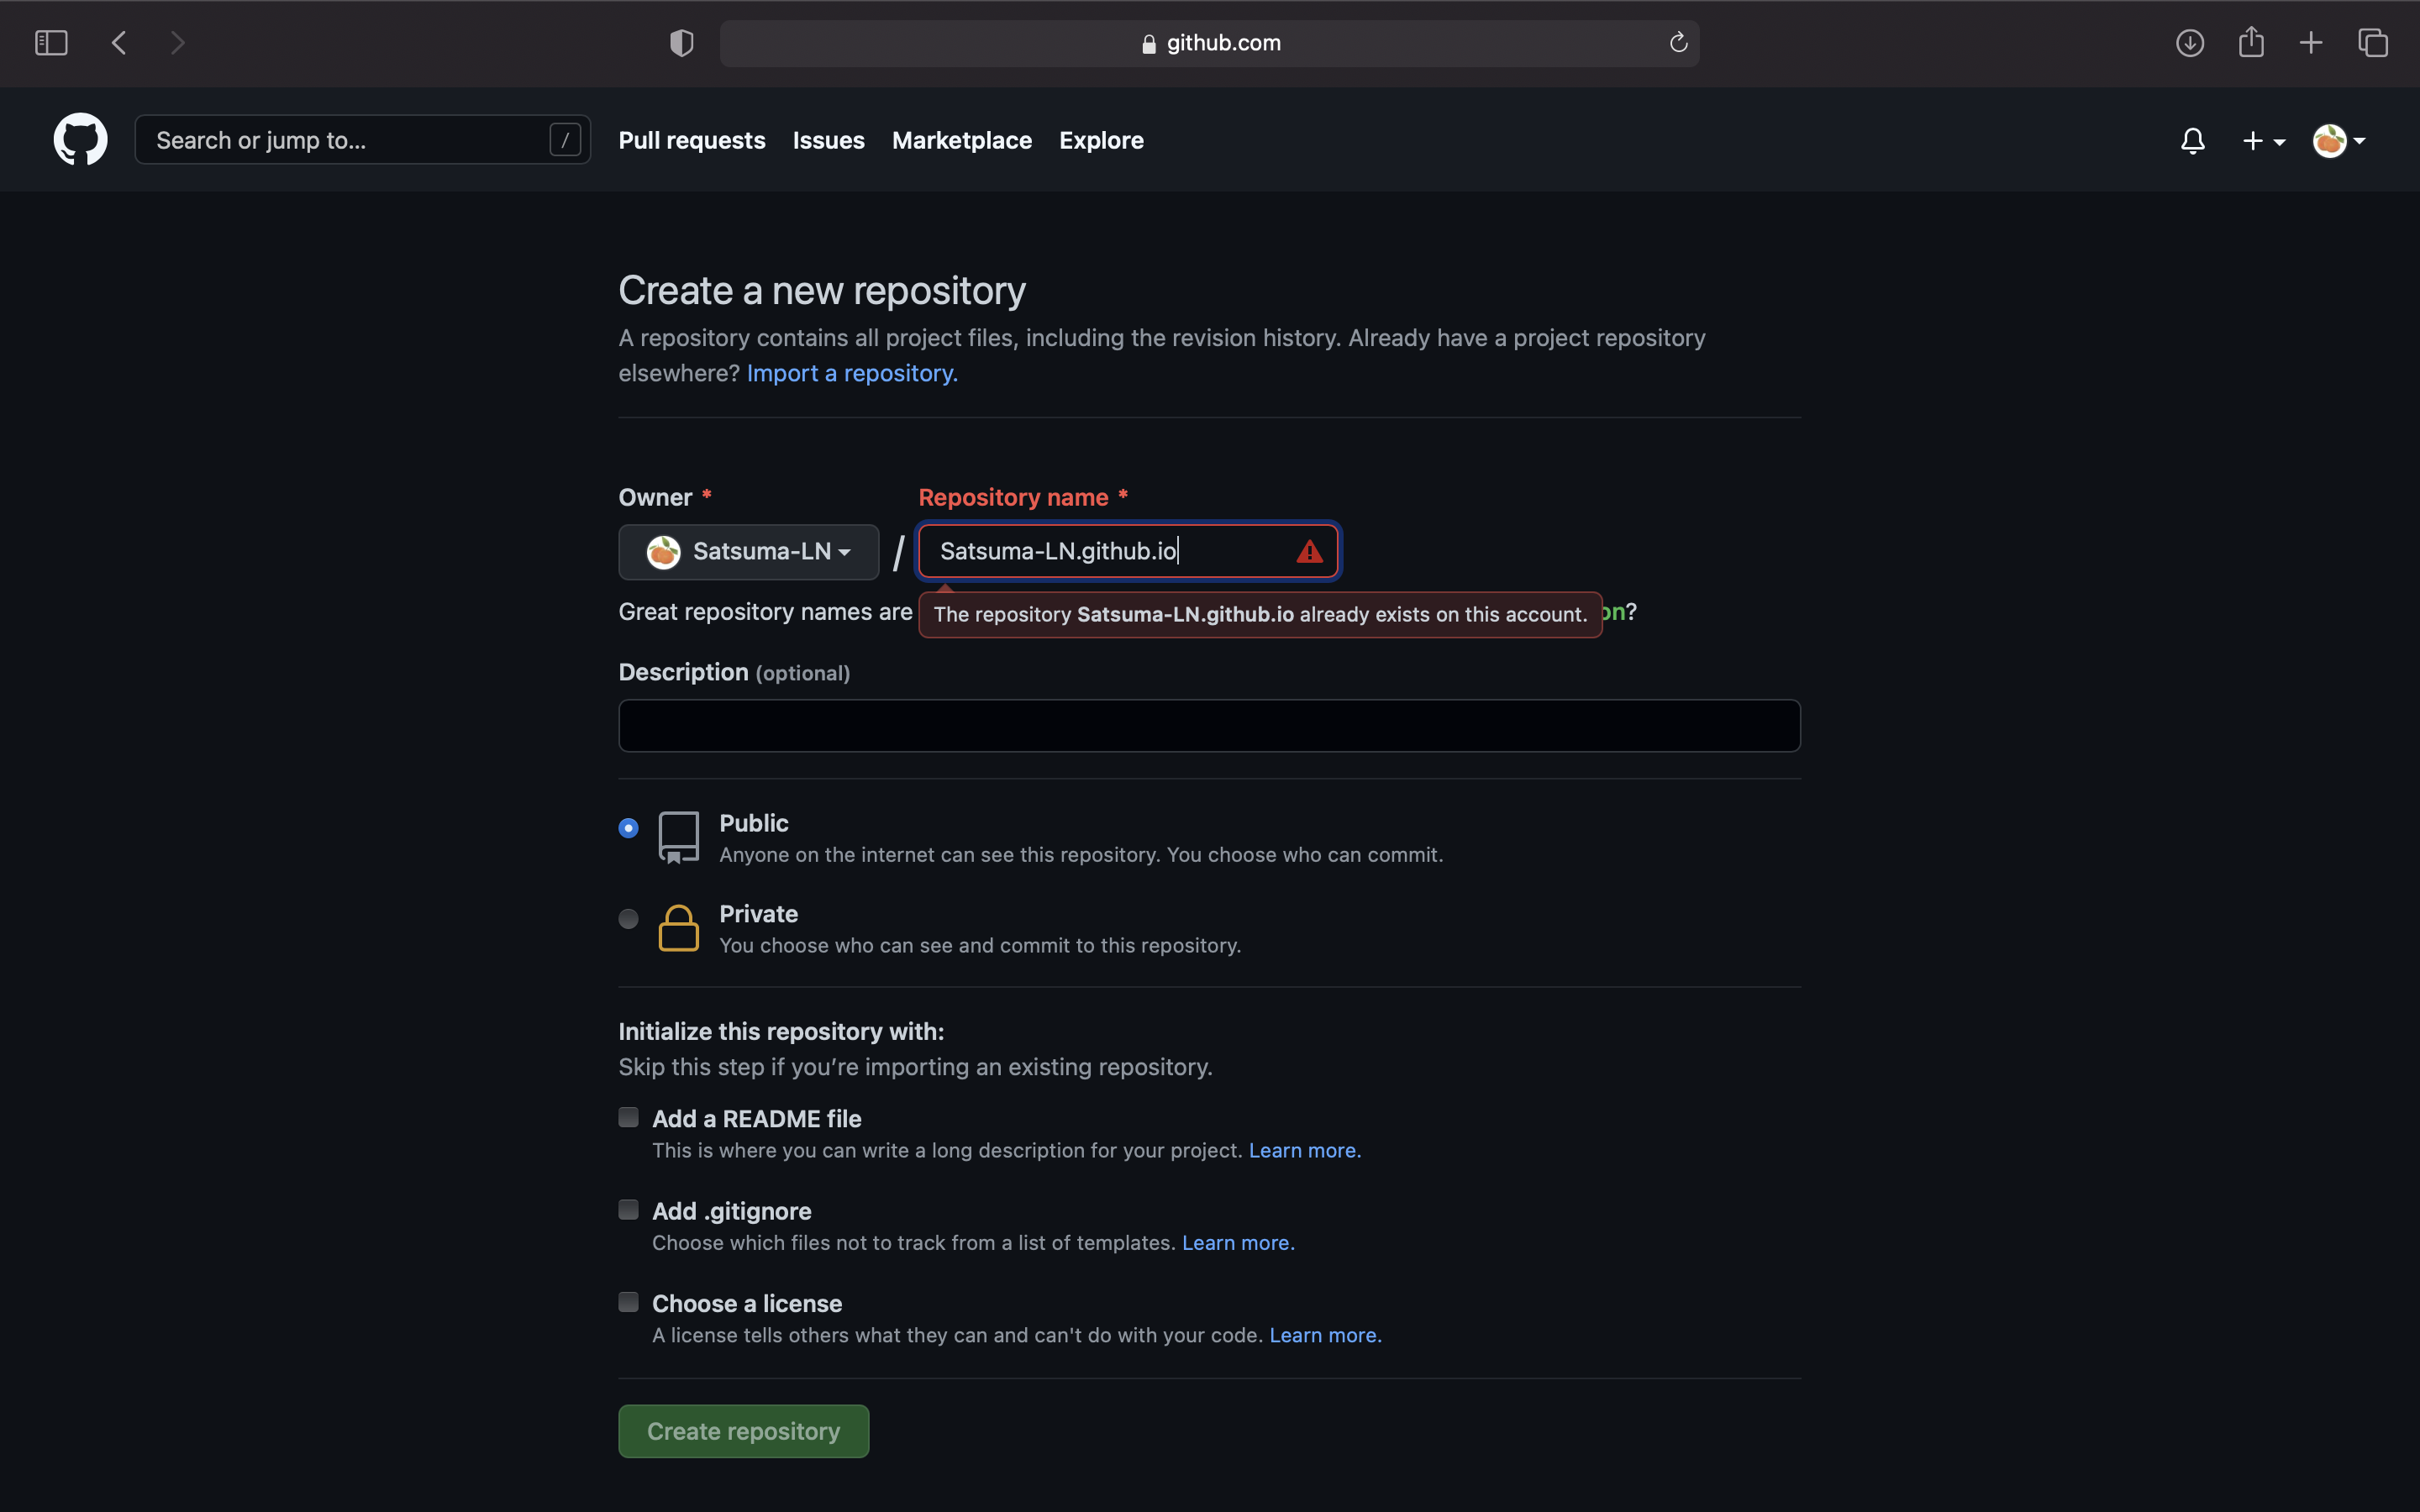 github.com
Search or jump to... /
Pull requests Issues Marketplace Explore
Create a new repository
A repository contains all project files, including the revision history. Already have a project repository
elsewhere? Import a repository.
Owner * Repository name *
Satsuma-LN / Satsuma-LN.github.io
Great repository names are on?
The repository Satsuma-LN.github.io already exists on this account.
Description (optional)
Public
Anyone on the internet can see this repository. You choose who can commit.
Private
You choose who can see and commit to this repository.
Initialize this repository with:
Skip this step if you’re importing an existing repository.
Add a README file
This is where you can write a long description for your project. Learn more.
Add .gitignore
Choose which files not to track from a list of templates. Learn more.
Choose a license
A license tells others what they can and can't do with your code. Learn more.
Create repository